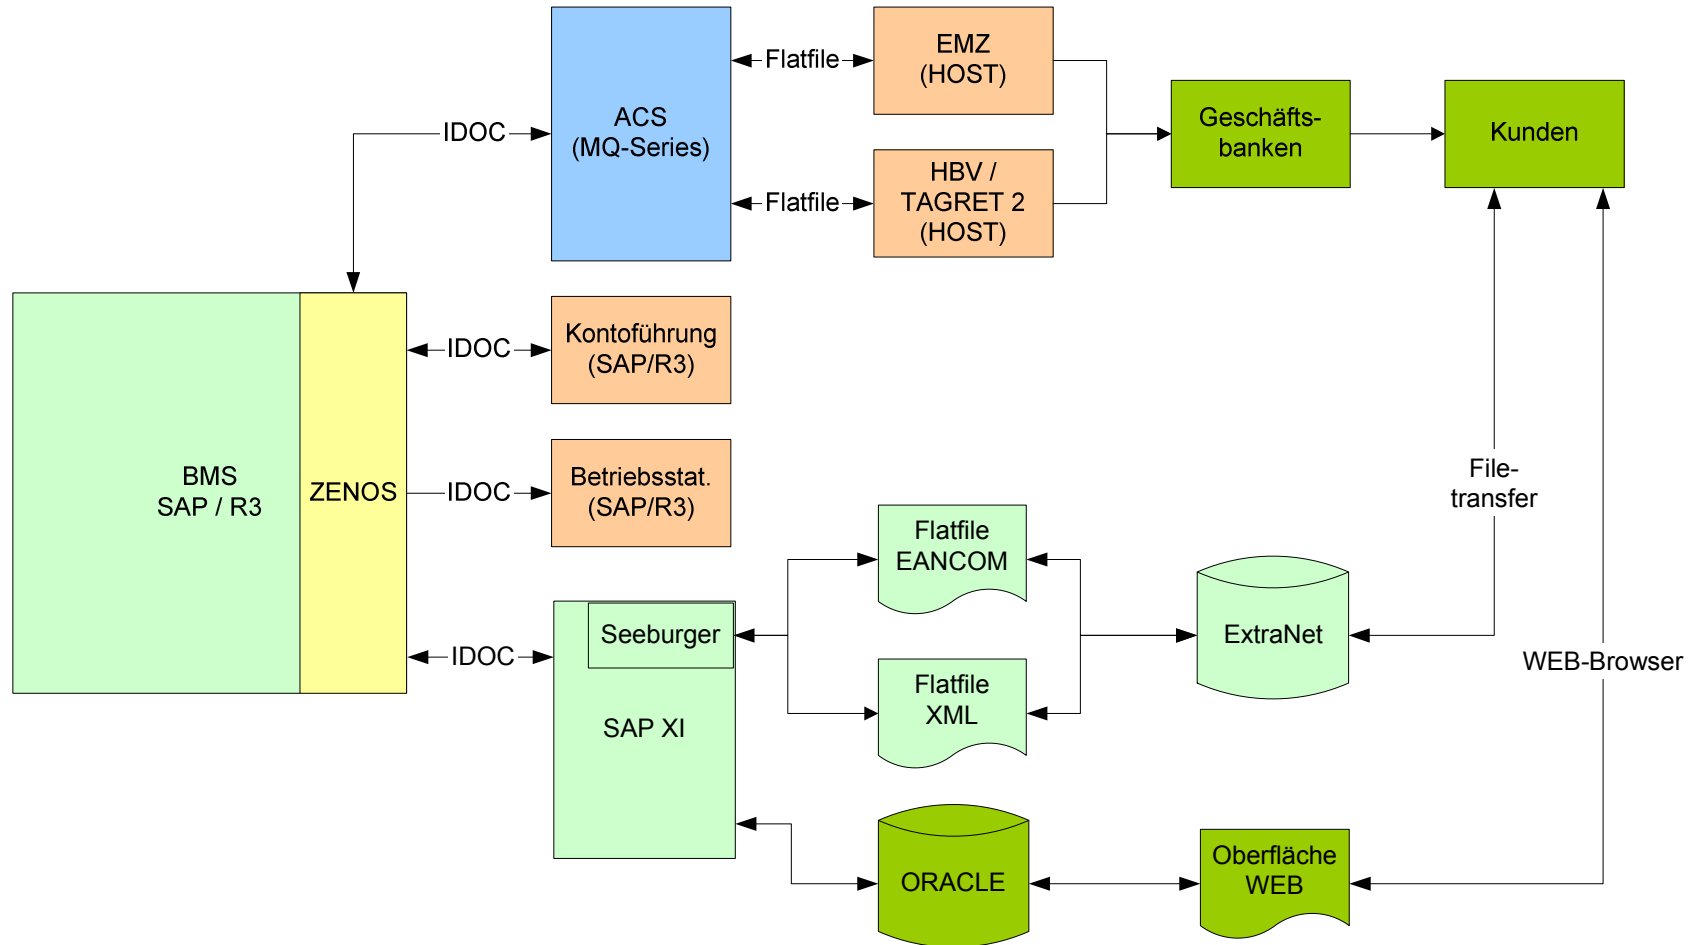 Flatfile
EMZ
(HOST)
ACS
(MQ-Series)
IDOC
Geschäfts-
banken
Kunden
Flatfile
HBV /
TAGRET 2
(HOST)
Kontoführung
(SAP/R3)
IDOC
BMS
SAP / R3
ZENOS
IDOC
Betriebsstat.
(SAP/R3)
File-
transfer
Flatfile
EANCOM
Seeburger
IDOC
SAP XI
Flatfile
XML
ExtraNet
WEB-Browser
ORACLE
Oberfläche
WEB